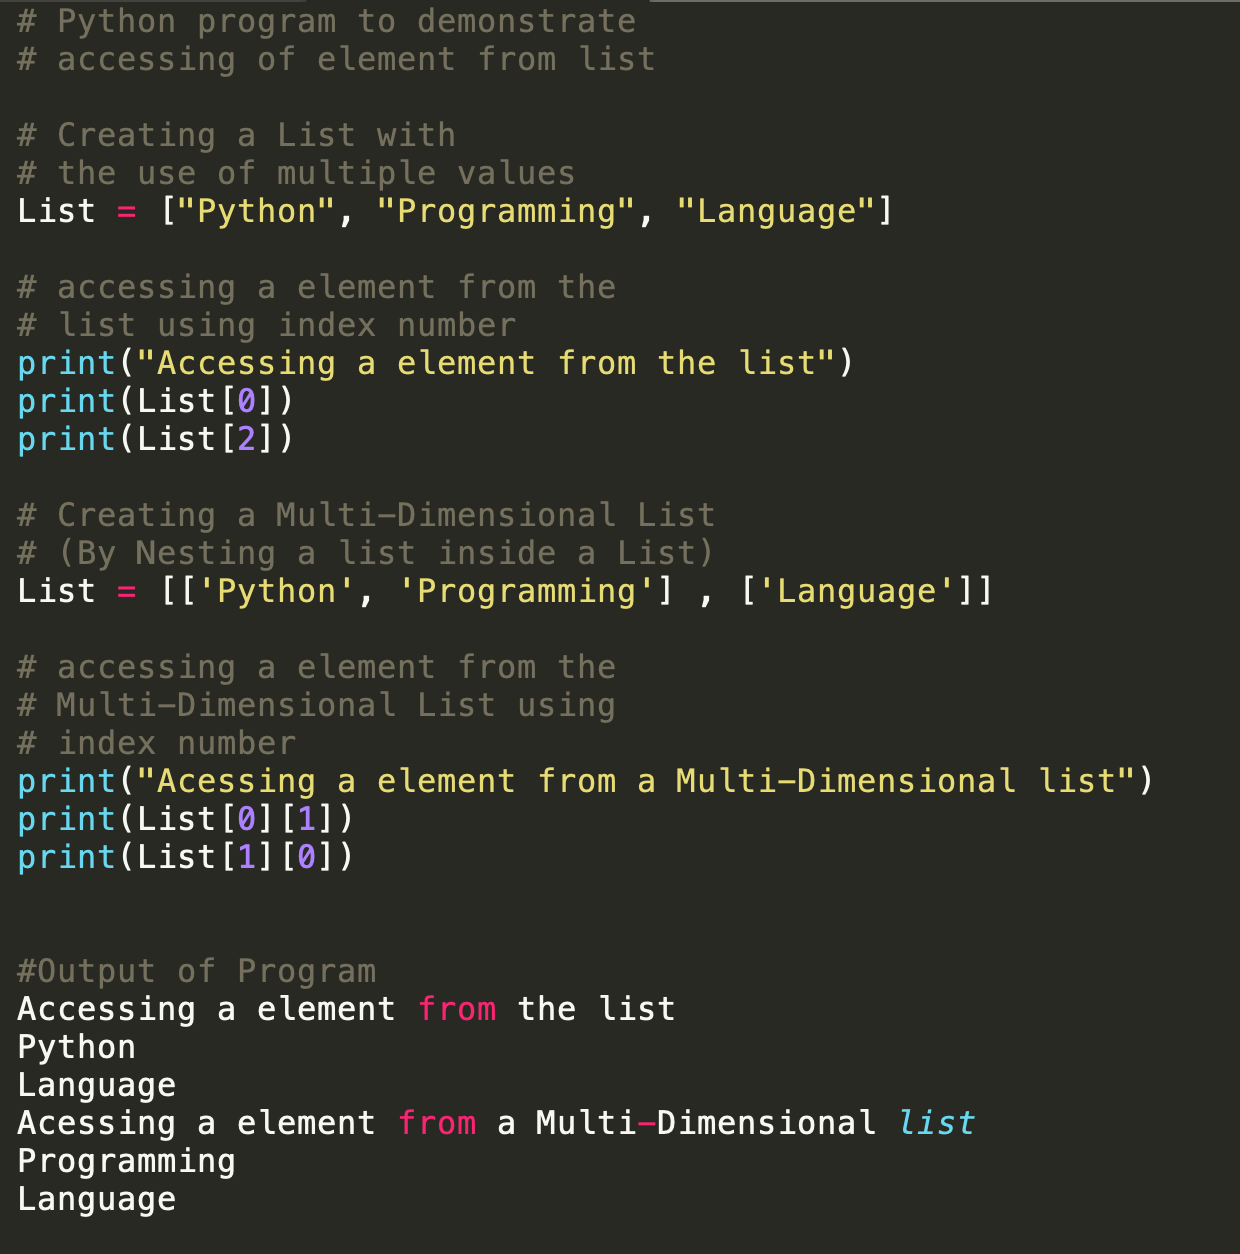 # Python program to demonstrate
# accessing of element from list
# Creating a List with
# the use of multiple values
List = ["Python", "Programming", "Language"]
# accessing a element from the
# list using index number
print("Accessing a element from the list")
print(List[0])
print(List[2])
# Creating a Multi-Dimensional List
# (By Nesting a list inside a List)
List = [['Python', 'Programming'] , ['Language']]
# accessing a element from the
# Multi-Dimensional List using
# index number
print("Acessing a element from a Multi-Dimensional list")
print(List[0][1])
print(List[1][0])
#Output of Program
Accessing a element from the list
Python
Language
Acessing a element from a Multi-Dimensional list
Programming
Language